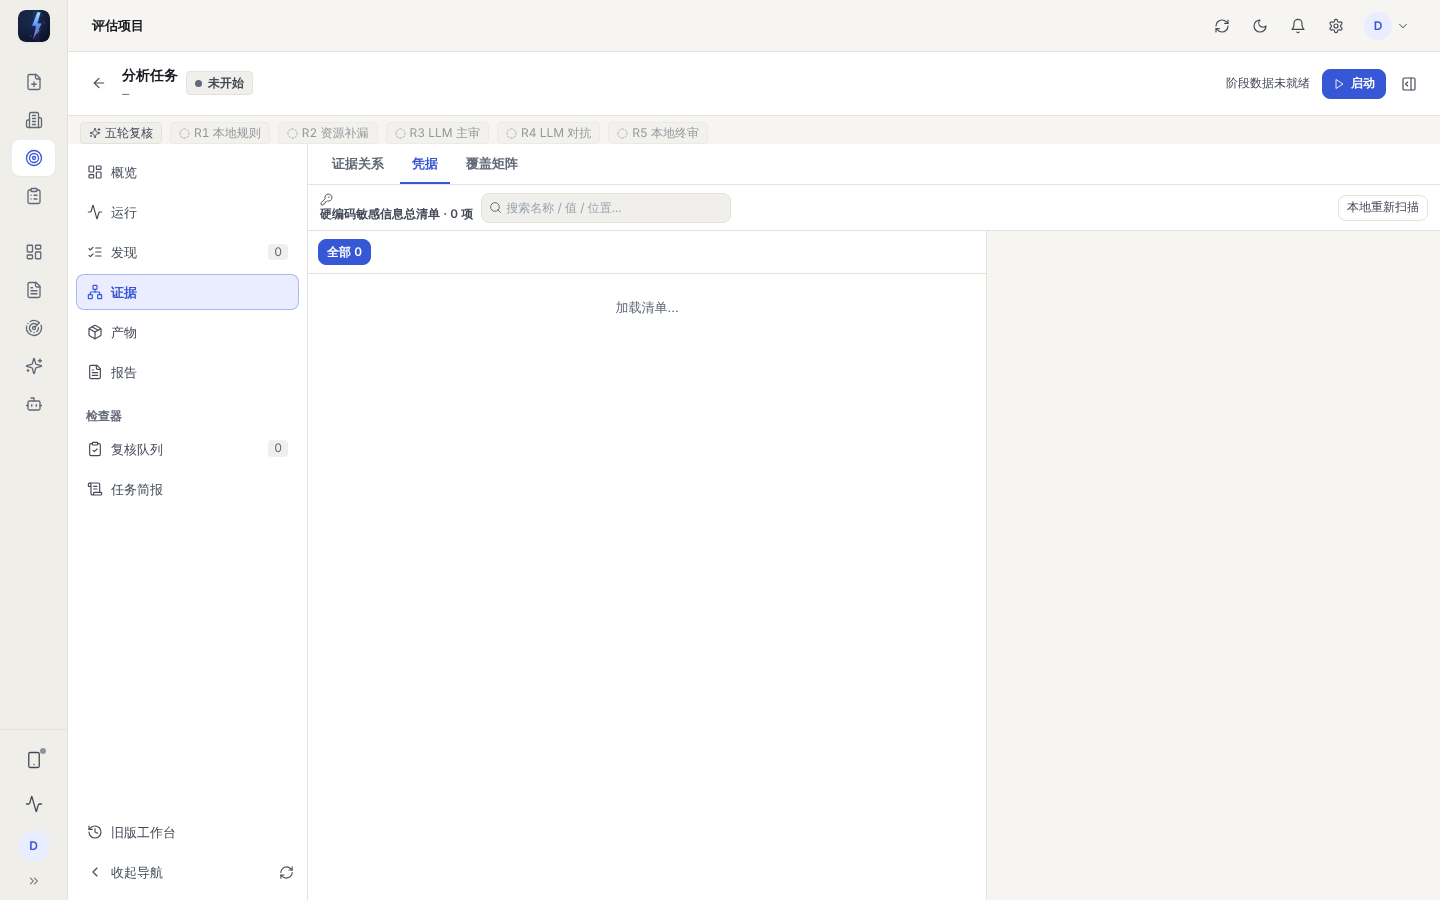 评估项目
D
分析任务
—
未开始
阶段数据未就绪
启动
五轮复核
R1 本地规则
R2 资源补漏
R3 LLM 主审
R4 LLM 对抗
R5 本地终审
概览
运行
发现
0
证据
产物
报告
检查器
复核队列
0
任务简报
旧版工作台
收起导航
证据关系
凭据
覆盖矩阵
硬编码敏感信息总清单 · 0 项
搜索名称 / 值 / 位置...
本地重新扫描
全部 0
加载清单...
D